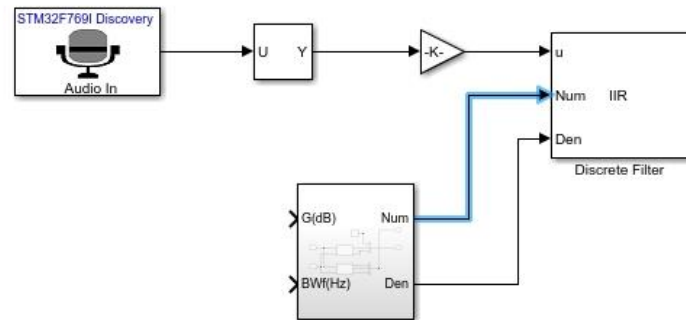 STM32F769I Discovery
Audio In
U Y
-K-
u
Num IIR
Den
Discrete Filter
G(dB) Num
BWf(Hz) Den